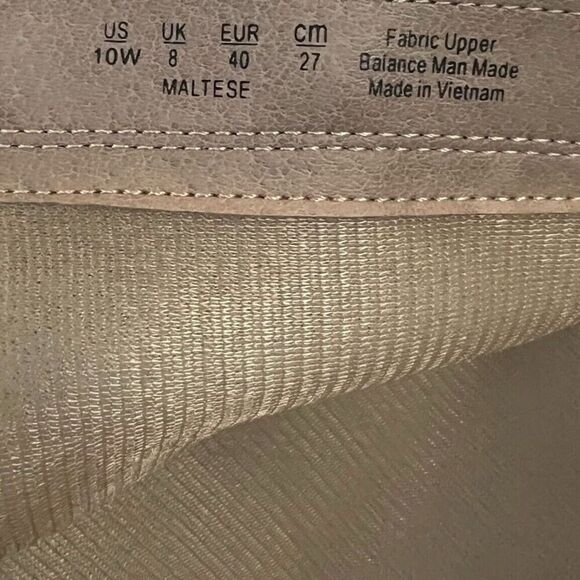 US UK EUR cm
10W 8 40 27
MALTESE
Fabric Upper
Balance Man Made
Made in Vietnam